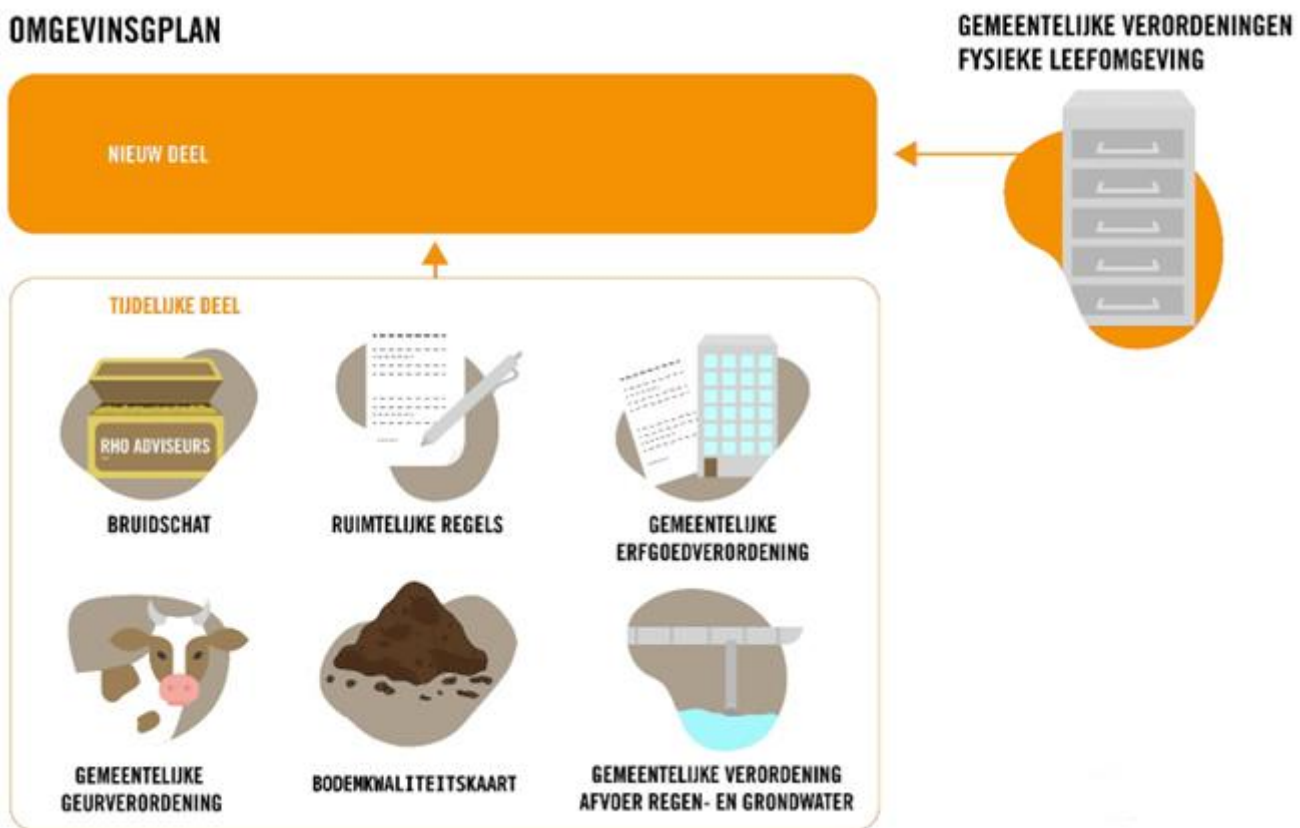 OMGEVINSGPLAN
GEMEENTELIJKE VERORDENINGEN
FYSIEKE LEEFOMGEVING
NIEUW DEEL
TIJDELIJKE DEEL
RHO ADVISEURS
BRUIDSCHAT
RUIMTELIJKE REGELS
GEMEENTELIJKE
ERFGOEDVERORDENING
GEMEENTELIJKE
GEURVERORDENING
BODEMKWALITEITSKAART
GEMEENTELIJKE VERORDENING
AFVOER REGEN- EN GRONDWATER